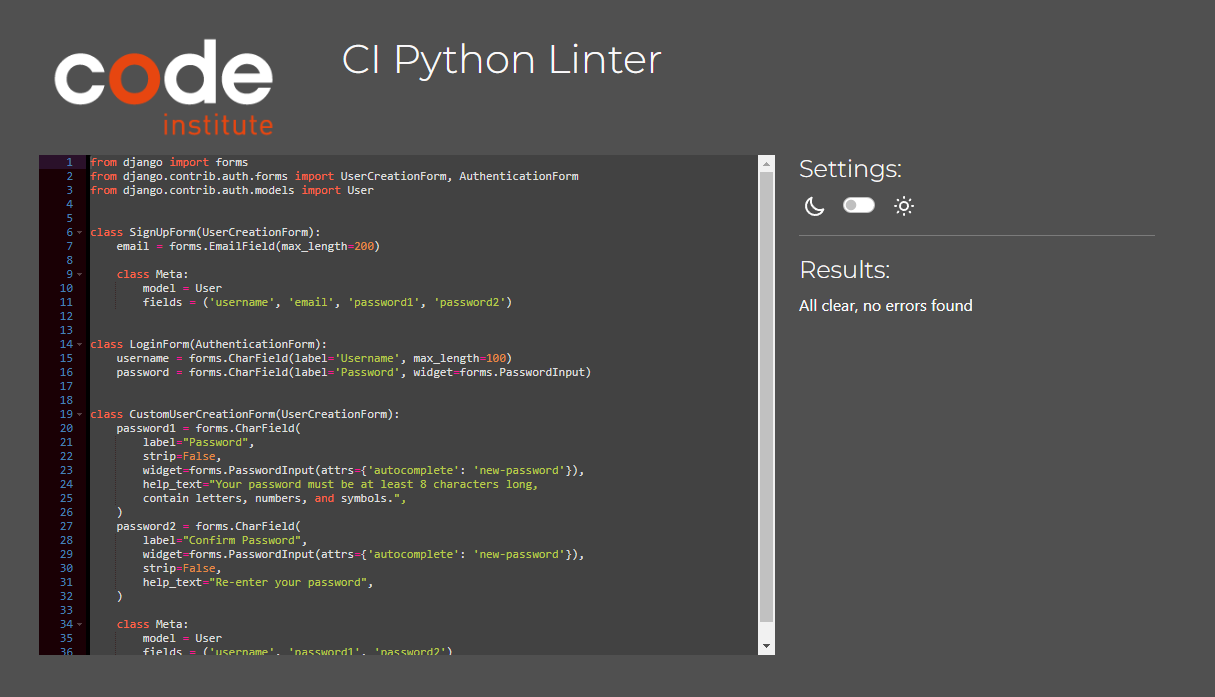 code
institute
CI Python Linter
1 from django import forms
2 from django.contrib.auth.forms import UserCreationForm, AuthenticationForm
3 from django.contrib.auth.models import User
4
5
6 class SignUpForm(UserCreationForm):
7     email = forms.EmailField(max_length=200)
8
9     class Meta:
10         model = User
11         fields = ('username', 'email', 'password1', 'password2')
12
13
14 class LoginForm(AuthenticationForm):
15     username = forms.CharField(label='Username', max_length=100)
16     password = forms.CharField(label='Password', widget=forms.PasswordInput)
17
18
19 class CustomUserCreationForm(UserCreationForm):
20     password1 = forms.CharField(
21         label="Password",
22         strip=False,
23         widget=forms.PasswordInput(attrs={'autocomplete': 'new-password'}),
24         help_text="Your password must be at least 8 characters long,
25         contain letters, numbers, and symbols.",
26     )
27     password2 = forms.CharField(
28         label="Confirm Password",
29         widget=forms.PasswordInput(attrs={'autocomplete': 'new-password'}),
30         strip=False,
31         help_text="Re-enter your password",
32     )
33
34     class Meta:
35         model = User
36         fields = ('username', 'password1', 'password2')
Settings:
Results:
All clear, no errors found